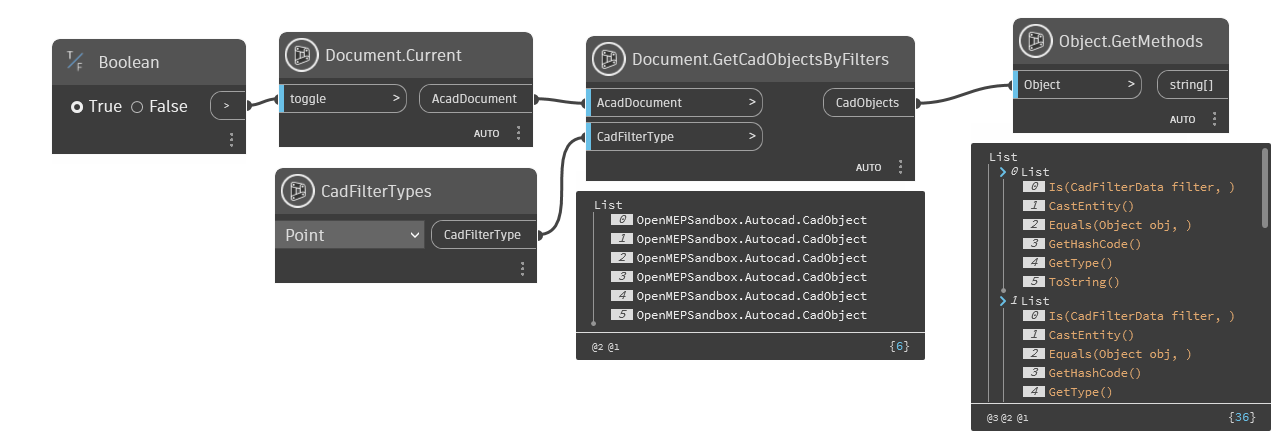 T
F
Boolean
True
False
>
Document.Current
toggle >
AcadDocument
AUTO
CadFilterTypes
Point
CadFilterType
Document.GetCadObjectsByFilters
AcadDocument >
CadObjects
CadFilterType >
AUTO
List
0 OpenMEPSandbox.Autocad.CadObject
1 OpenMEPSandbox.Autocad.CadObject
2 OpenMEPSandbox.Autocad.CadObject
3 OpenMEPSandbox.Autocad.CadObject
4 OpenMEPSandbox.Autocad.CadObject
5 OpenMEPSandbox.Autocad.CadObject
@2 @1
{6}
Object.GetMethods
Object >
string[]
AUTO
List
0 List
0 Is(CadFilterData filter, )
1 CastEntity()
2 Equals(Object obj, )
3 GetHashCode()
4 GetType()
5 ToString()
1 List
0 Is(CadFilterData filter, )
1 CastEntity()
2 Equals(Object obj, )
3 GetHashCode()
4 GetType()
@3 @2 @1
{36}